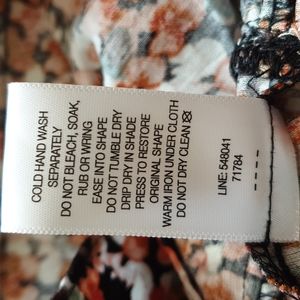 COLD HAND WASH
SEPARATELY
DO NOT BLEACH, SOAK,
RUB OR WRING
EASE INTO SHAPE
DO NOT TUMBLE DRY
DRIP DRY IN SHADE
PRESS TO RESTORE
ORIGINAL SHAPE
WARM IRON UNDER CLOTH
DO NOT DRY CLEAN
LINE: 548041
71784
----